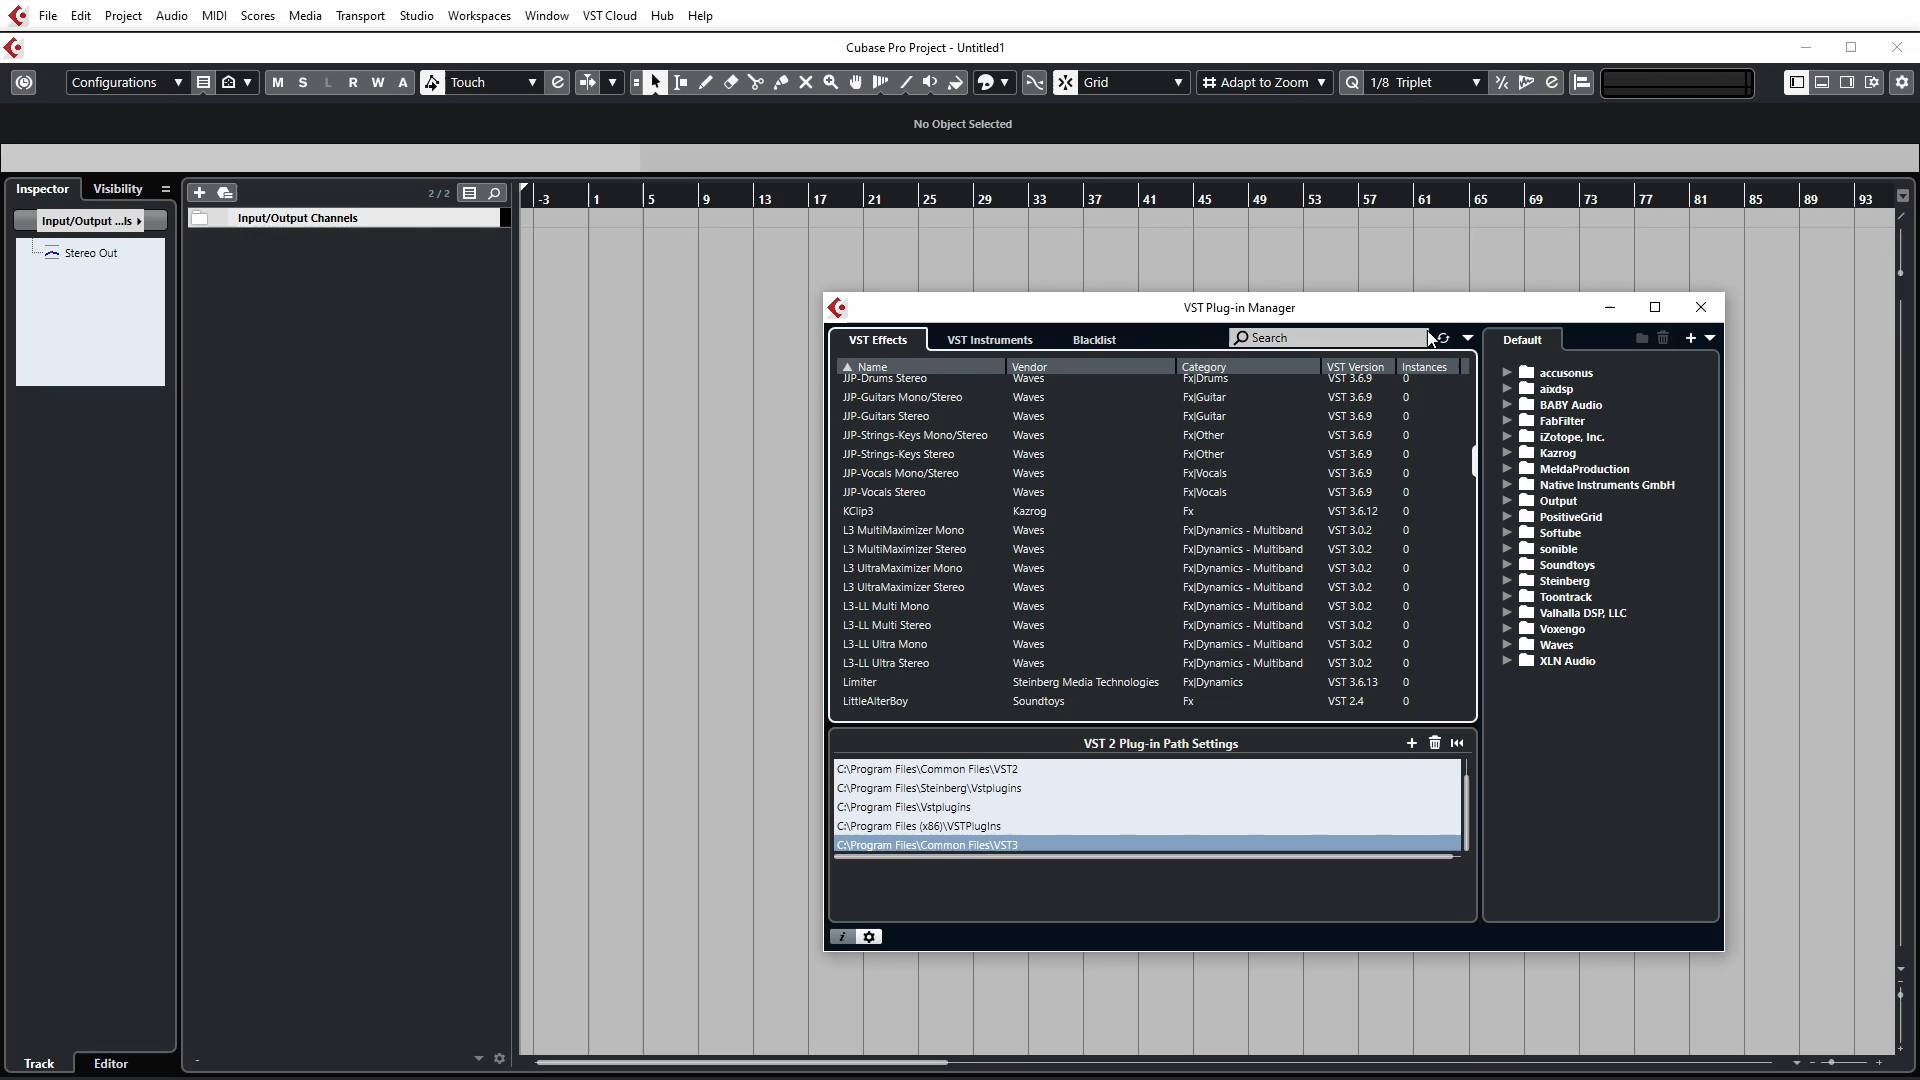 File Edit Project Audio MIDI Scores Media Transport Studio Workspaces Window VST Cloud Hub Help
Cubase Pro Project - Untitled1
Configurations M S L R W A Touch Grid Adapt to Zoom Q 1/8 Triplet
No Object Selected
Inspector Visibility 2 / 2
-3 1 5 9 13 17 21 25 29 33 37 41 45 49 53 57 61 65 69 73 77 81 85 89 93
Input/Output ...ls
Input/Output Channels
Stereo Out
VST Plug-in Manager
VST Effects VST Instruments Blacklist Search Default
Name Vendor Category VST Version Instances
JJP-Drums Stereo Waves Fx|Drums VST 3.6.9 0
JJP-Guitars Mono/Stereo Waves Fx|Guitar VST 3.6.9 0
JJP-Guitars Stereo Waves Fx|Guitar VST 3.6.9 0
JJP-Strings-Keys Mono/Stereo Waves Fx|Other VST 3.6.9 0
JJP-Strings-Keys Stereo Waves Fx|Other VST 3.6.9 0
JJP-Vocals Mono/Stereo Waves Fx|Vocals VST 3.6.9 0
JJP-Vocals Stereo Waves Fx|Vocals VST 3.6.9 0
KClip3 Kazrog Fx VST 3.6.12 0
L3 MultiMaximizer Mono Waves Fx|Dynamics - Multiband VST 3.0.2 0
L3 MultiMaximizer Stereo Waves Fx|Dynamics - Multiband VST 3.0.2 0
L3 UltraMaximizer Mono Waves Fx|Dynamics - Multiband VST 3.0.2 0
L3 UltraMaximizer Stereo Waves Fx|Dynamics - Multiband VST 3.0.2 0
L3-LL Multi Mono Waves Fx|Dynamics - Multiband VST 3.0.2 0
L3-LL Multi Stereo Waves Fx|Dynamics - Multiband VST 3.0.2 0
L3-LL Ultra Mono Waves Fx|Dynamics - Multiband VST 3.0.2 0
L3-LL Ultra Stereo Waves Fx|Dynamics - Multiband VST 3.0.2 0
Limiter Steinberg Media Technologies Fx|Dynamics VST 3.6.13 0
LittleAlterBoy Soundtoys Fx VST 2.4 0
accusonus
aixdsp
BABY Audio
FabFilter
iZotope, Inc.
Kazrog
MeldaProduction
Native Instruments GmbH
Output
PositiveGrid
Softube
sonible
Soundtoys
Steinberg
Toontrack
Valhalla DSP, LLC
Voxengo
Waves
XLN Audio
VST 2 Plug-in Path Settings
C:\Program Files\Common Files\VST2
C:\Program Files\Steinberg\Vstplugins
C:\Program Files\Vstplugins
C:\Program Files (x86)\VSTPlugIns
C:\Program Files\Common Files\VST3
i
Track Editor